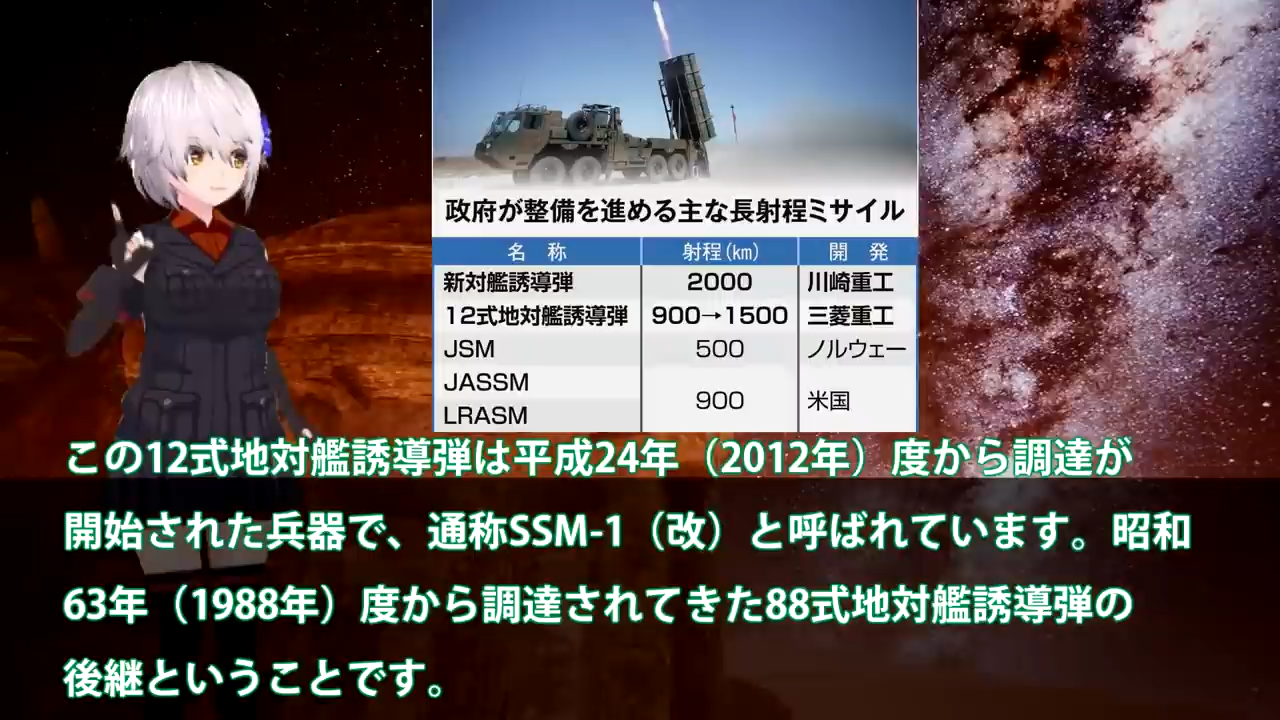 政府が整備を進める主な長射程ミサイル
名 称 射程(㎞) 開 発
新対艦誘導弾 2000 川崎重工
12式地対艦誘導弾 900→1500 三菱重工
JSM 500 ノルウェー
JASSM
900 米国
LRASM
この12式地対艦誘導弾は平成24年（2012年）度から調達が
開始された兵器で、通称SSM-1（改）と呼ばれています。昭和
63年（1988年）度から調達されてきた88式地対艦誘導弾の
後継ということです。